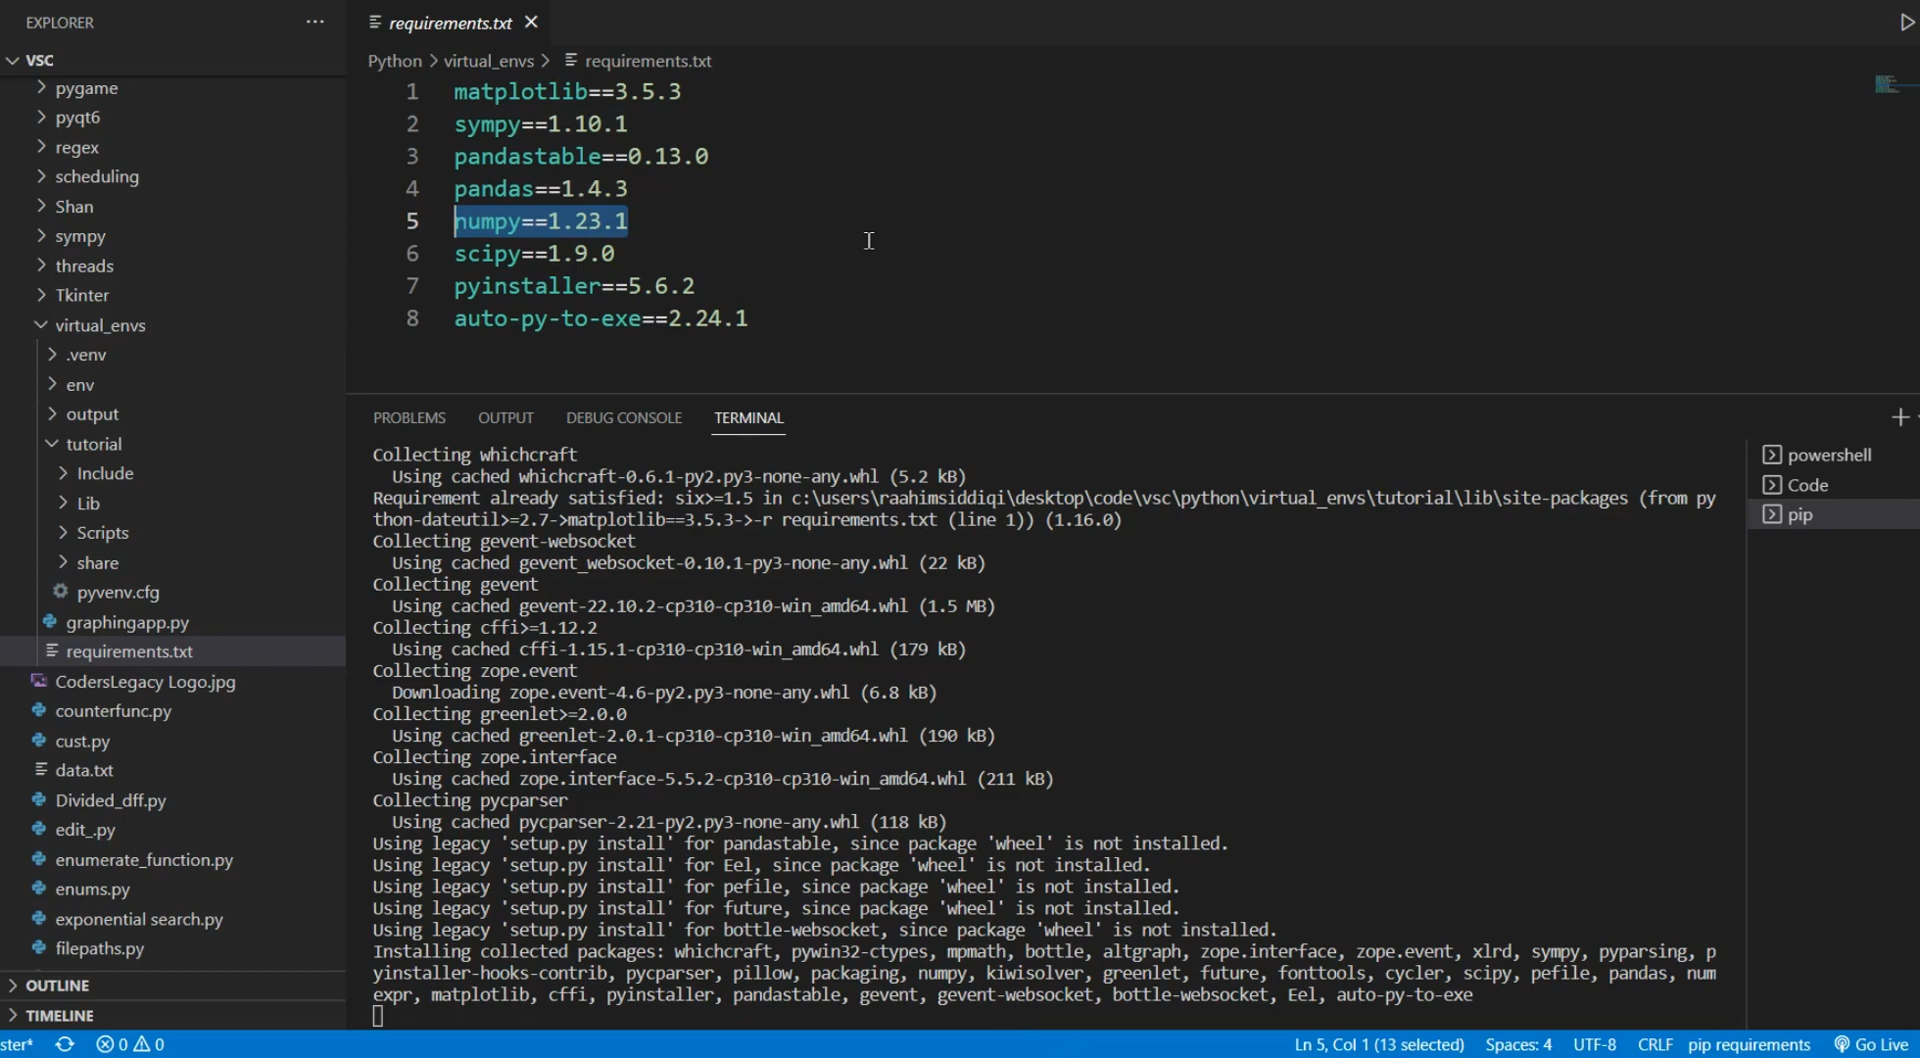 EXPLORER
···
VSC
pygame
pyqt6
regex
scheduling
Shan
sympy
threads
Tkinter
virtual_envs
.venv
env
output
tutorial
Include
Lib
Scripts
share
pyvenv.cfg
graphingapp.py
requirements.txt
CodersLegacy Logo.jpg
counterfunc.py
cust.py
data.txt
Divided_dff.py
edit_.py
enumerate_function.py
enums.py
exponential search.py
filepaths.py
OUTLINE
TIMELINE
requirements.txt
Python > virtual_envs > requirements.txt
1 matplotlib==3.5.3
2 sympy==1.10.1
3 pandastable==0.13.0
4 pandas==1.4.3
5 numpy==1.23.1
6 scipy==1.9.0
7 pyinstaller==5.6.2
8 auto-py-to-exe==2.24.1
PROBLEMS OUTPUT DEBUG CONSOLE TERMINAL
Collecting whichcraft
Using cached whichcraft-0.6.1-py2.py3-none-any.whl (5.2 kB)
Requirement already satisfied: six>=1.5 in c:\users\raahimsiddiqi\desktop\code\vsc\python\virtual_envs\tutorial\lib\site-packages (from py
thon-dateutil>=2.7->matplotlib==3.5.3->-r requirements.txt (line 1)) (1.16.0)
Collecting gevent-websocket
Using cached gevent_websocket-0.10.1-py3-none-any.whl (22 kB)
Collecting gevent
Using cached gevent-22.10.2-cp310-cp310-win_amd64.whl (1.5 MB)
Collecting cffi>=1.12.2
Using cached cffi-1.15.1-cp310-cp310-win_amd64.whl (179 kB)
Collecting zope.event
Downloading zope.event-4.6-py2.py3-none-any.whl (6.8 kB)
Collecting greenlet>=2.0.0
Using cached greenlet-2.0.1-cp310-cp310-win_amd64.whl (190 kB)
Collecting zope.interface
Using cached zope.interface-5.5.2-cp310-cp310-win_amd64.whl (211 kB)
Collecting pycparser
Using cached pycparser-2.21-py2.py3-none-any.whl (118 kB)
Using legacy 'setup.py install' for pandastable, since package 'wheel' is not installed.
Using legacy 'setup.py install' for Eel, since package 'wheel' is not installed.
Using legacy 'setup.py install' for pefile, since package 'wheel' is not installed.
Using legacy 'setup.py install' for future, since package 'wheel' is not installed.
Using legacy 'setup.py install' for bottle-websocket, since package 'wheel' is not installed.
Installing collected packages: whichcraft, pywin32-ctypes, mpmath, bottle, altgraph, zope.interface, zope.event, xlrd, sympy, pyparsing, p
yinstaller-hooks-contrib, pycparser, pillow, packaging, numpy, kiwisolver, greenlet, future, fonttools, cycler, scipy, pefile, pandas, num
expr, matplotlib, cffi, pyinstaller, pandastable, gevent, gevent-websocket, bottle-websocket, Eel, auto-py-to-exe
powershell
Code
pip
ster* 0 0 Ln 5, Col 1 (13 selected) Spaces: 4 UTF-8 CRLF pip requirements Go Live